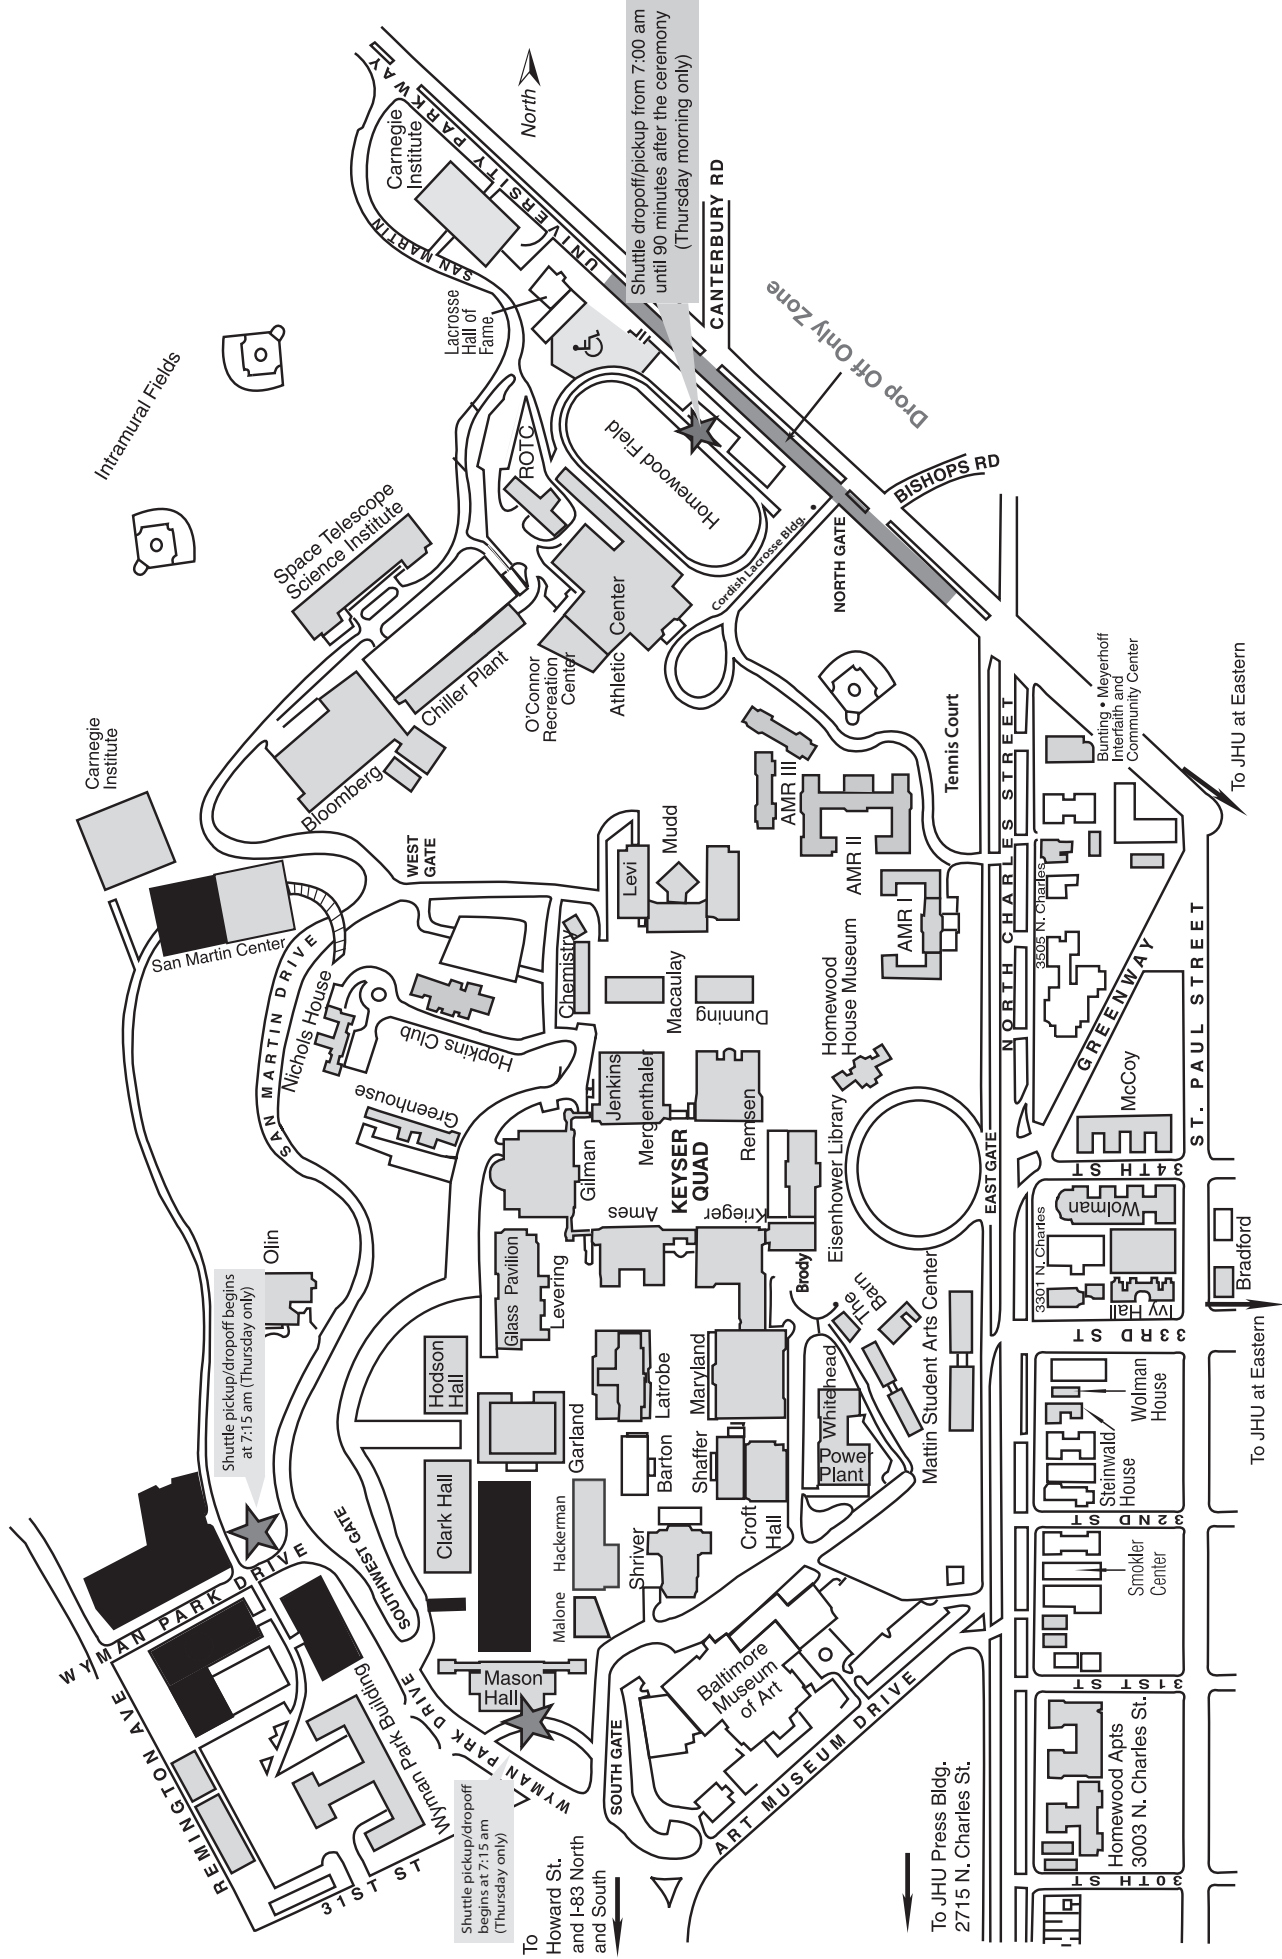 Shuttle dropoff/pickup from 7:00 am
until 90 minutes after the ceremony
(Thursday morning only)
North
UNIVERSITY PARKWAY
Carnegie
Institute
SAN MARTIN
Lacrosse
Hall of
Fame
CANTERBURY RD
Drop Off Only Zone
Intramural Fields
ROTC
Homewood Field
BISHOPS RD
Space Telescope
Science Institute
Cordish Lacrosse Bldg.
NORTH GATE
Athletic Center
O'Connor
Recreation
Center
Chiller Plant
Bloomberg
Carnegie
Institute
WEST
GATE
Tennis Court
Bunting • Meyerhoff
Interfaith and
Community Center
To JHU at Eastern
AMR III
AMR II
AMR I
Mudd
Levi
San Martin Center
SAN MARTIN DRIVE
Nichols House
Hopkins Club
Greenhouse
Chemistry
Macaulay
Dunning
Homewood
House Museum
NORTH CHARLES STREET
3505 N. Charles
GREENWAY
ST. PAUL STREET
McCoy
34TH ST
Jenkins
Mergenthaler
Remsen
Gilman
KEYSER
QUAD
Ames
Krieger
Eisenhower Library
EAST GATE
Wolman
3301 N. Charles
Ivy Hall
Bradford
33RD ST
To JHU at Eastern
Olin
Shuttle pickup/dropoff begins
at 7:15 am (Thursday only)
Glass Pavilion
Levering
Brody
The
Barn
Mattin Student Arts Center
Hodson
Hall
Garland
Latrobe
Maryland
Whitehead
Power
Plant
Barton
Shaffer
Croft
Hall
Wolman
House
Steinwald
House
32ND ST
Clark Hall
Hackerman
Shriver
Malone
SOUTHWEST GATE
WYMAN PARK DRIVE
Smokler
Center
31ST ST
Mason
Hall
Baltimore
Museum
of Art
ART MUSEUM DRIVE
SOUTH GATE
WYMAN PARK DRIVE
Wyman Park Building
REMINGTON AVE
31ST ST
Shuttle pickup/dropoff
begins at 7:15 am
(Thursday only)
To
Howard St.
and I-83 North
and South
To JHU Press Bldg.
2715 N. Charles St.
Homewood Apts
3003 N. Charles St.
30TH ST